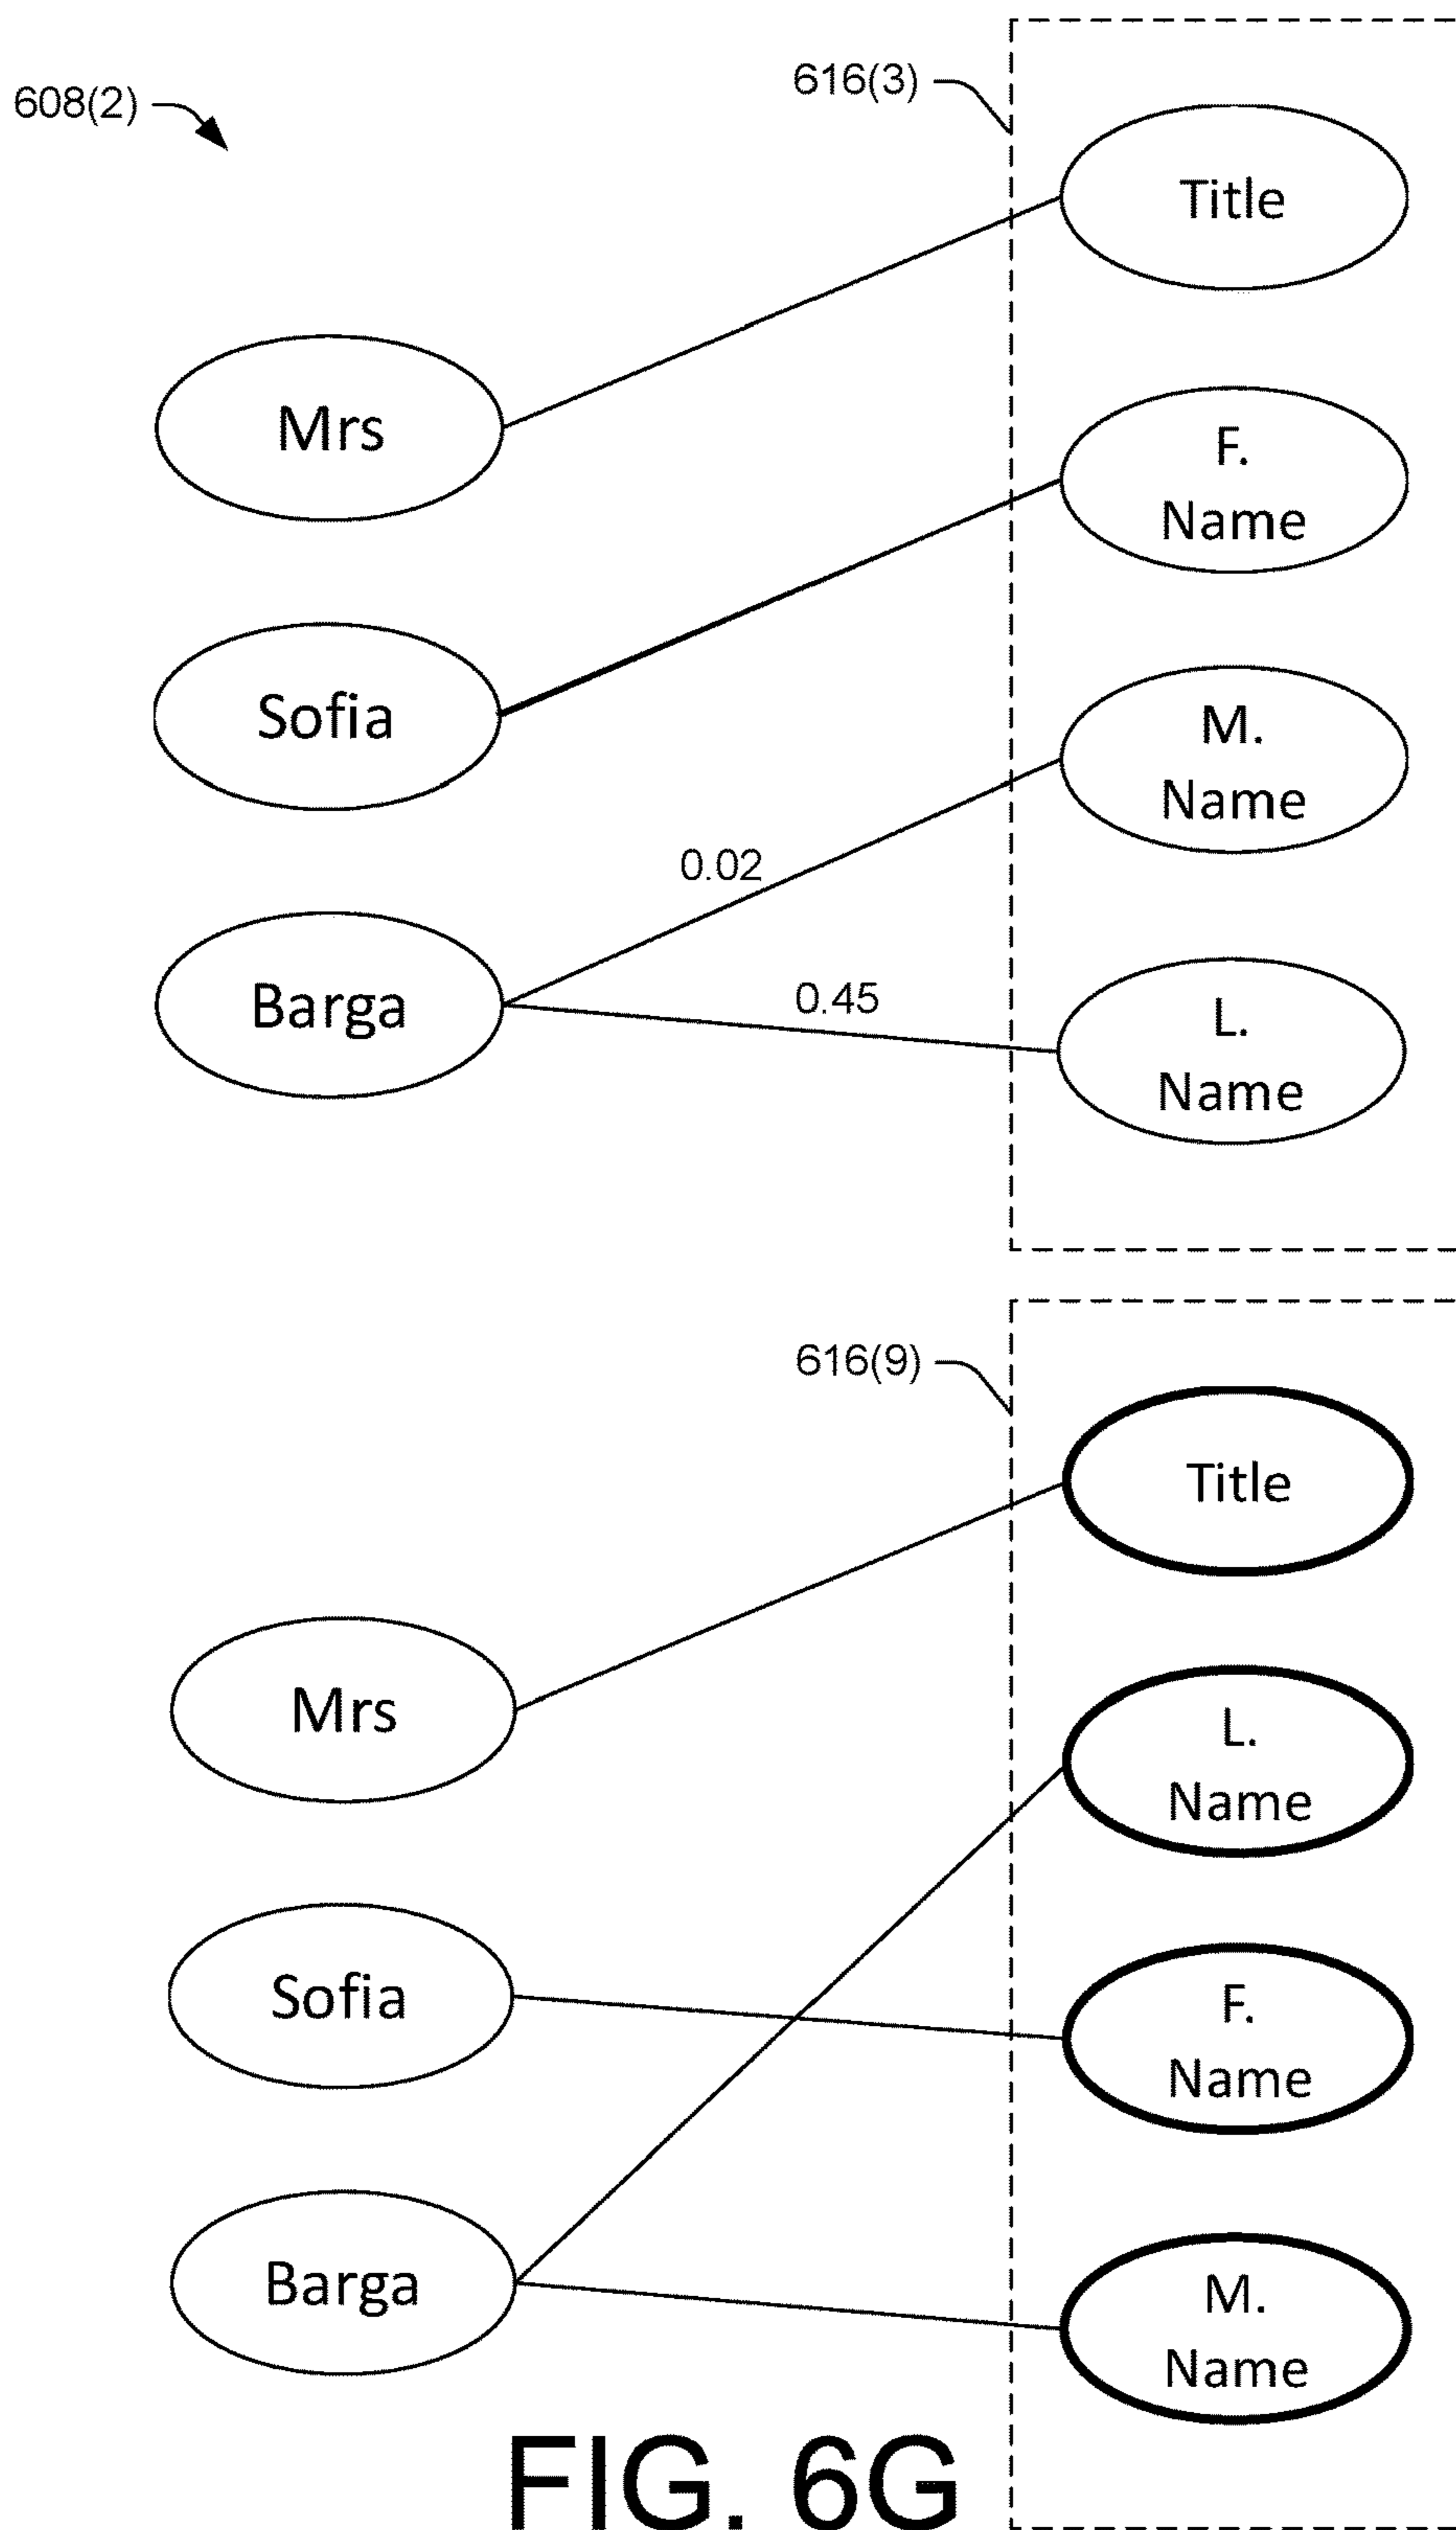 608(2)
616(3)
Title
Mrs
F.
Name
Sofia
M.
Name
0.02
Barga
0.45
L.
Name
616(9)
Title
Mrs
L.
Name
Sofia
F.
Name
Barga
M.
Name
FIG. 6G